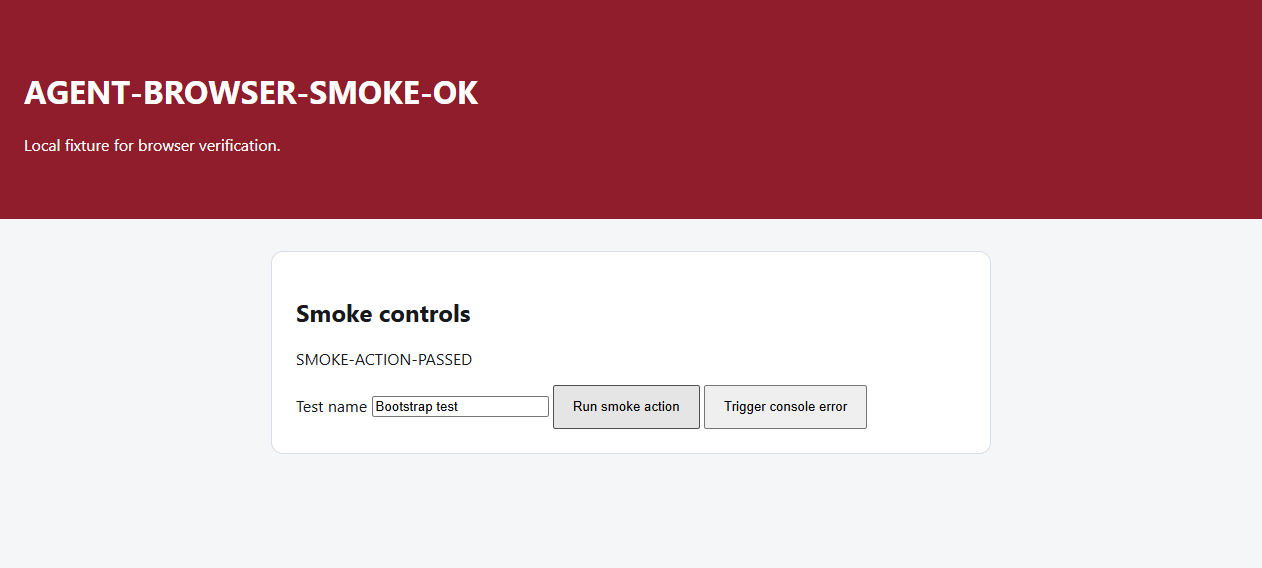 AGENT-BROWSER-SMOKE-OK
Local fixture for browser verification.
Smoke controls
SMOKE-ACTION-PASSED
Test name Bootstrap test Run smoke action Trigger console error